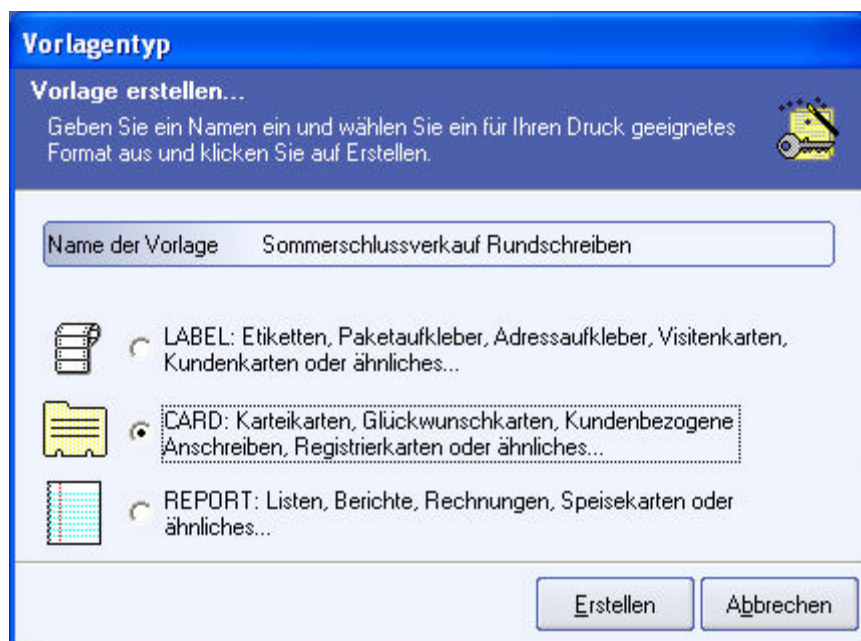 Vorlagentyp
Vorlage erstellen...
Geben Sie ein Namen ein und wählen Sie ein für Ihren Druck geeignetes
Format aus und klicken Sie auf Erstellen.
Name der Vorlage Sommerschlussverkauf Rundschreiben
LABEL: Etiketten, Paketaufkleber, Adressaufkleber, Visitenkarten,
Kundenkarten oder ähnliches...
CARD: Karteikarten, Glückwunschkarten, Kundenbezogene
Anschreiben, Registrierkarten oder ähnliches...
REPORT: Listen, Berichte, Rechnungen, Speisekarten oder
ähnliches...
Erstellen Abbrechen